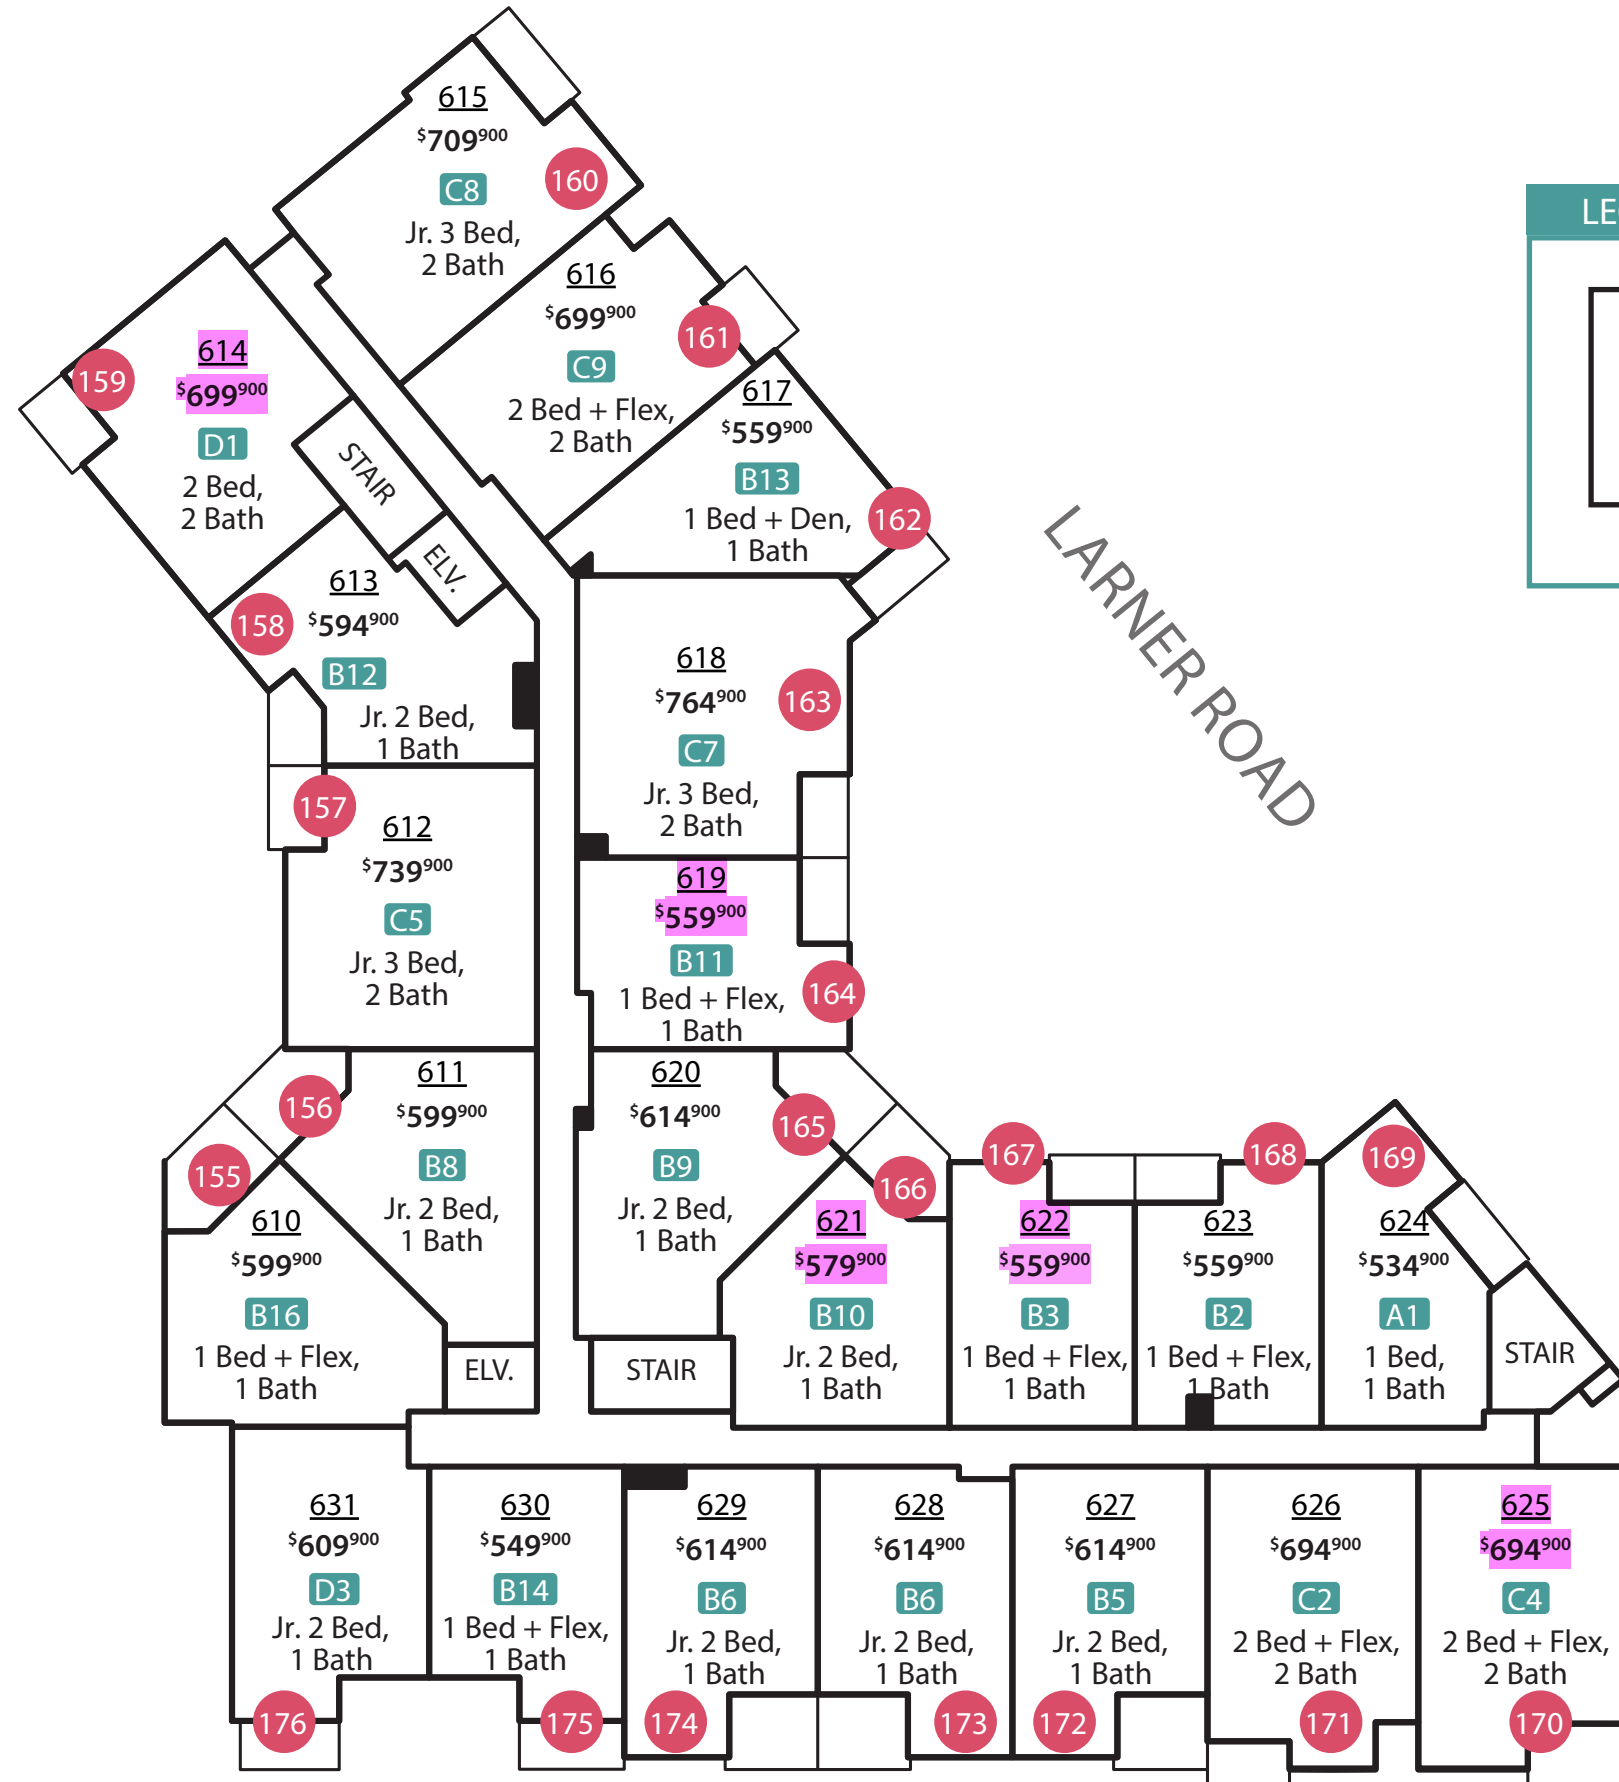 615
$709900
C8
Jr. 3 Bed,
2 Bath
160
616
$699900
C9
2 Bed + Flex,
2 Bath
161
614
$699900
D1
2 Bed,
2 Bath
159
STAIR
ELV.
617
$559900
B13
1 Bed + Den,
1 Bath
162
613
$594900
B12
Jr. 2 Bed,
1 Bath
158
618
$764900
C7
Jr. 3 Bed,
2 Bath
163
LARNER ROAD
612
$739900
C5
Jr. 3 Bed,
2 Bath
157
619
$559900
B11
1 Bed + Flex,
1 Bath
164
611
$599900
B8
Jr. 2 Bed,
1 Bath
156
155
610
$599900
B16
1 Bed + Flex,
1 Bath
ELV.
620
$614900
B9
Jr. 2 Bed,
1 Bath
165
STAIR
166
621
$579900
B10
Jr. 2 Bed,
1 Bath
167
622
$559900
B3
1 Bed + Flex,
1 Bath
168
623
$559900
B2
1 Bed + Flex,
1 Bath
169
624
$534900
A1
1 Bed,
1 Bath
STAIR
631
$609900
D3
Jr. 2 Bed,
1 Bath
176
630
$549900
B14
1 Bed + Flex,
1 Bath
175
629
$614900
B6
Jr. 2 Bed,
1 Bath
174
628
$614900
B6
Jr. 2 Bed,
1 Bath
173
627
$614900
B5
Jr. 2 Bed,
1 Bath
172
626
$694900
C2
2 Bed + Flex,
2 Bath
171
625
$694900
C4
2 Bed + Flex,
2 Bath
170
LE